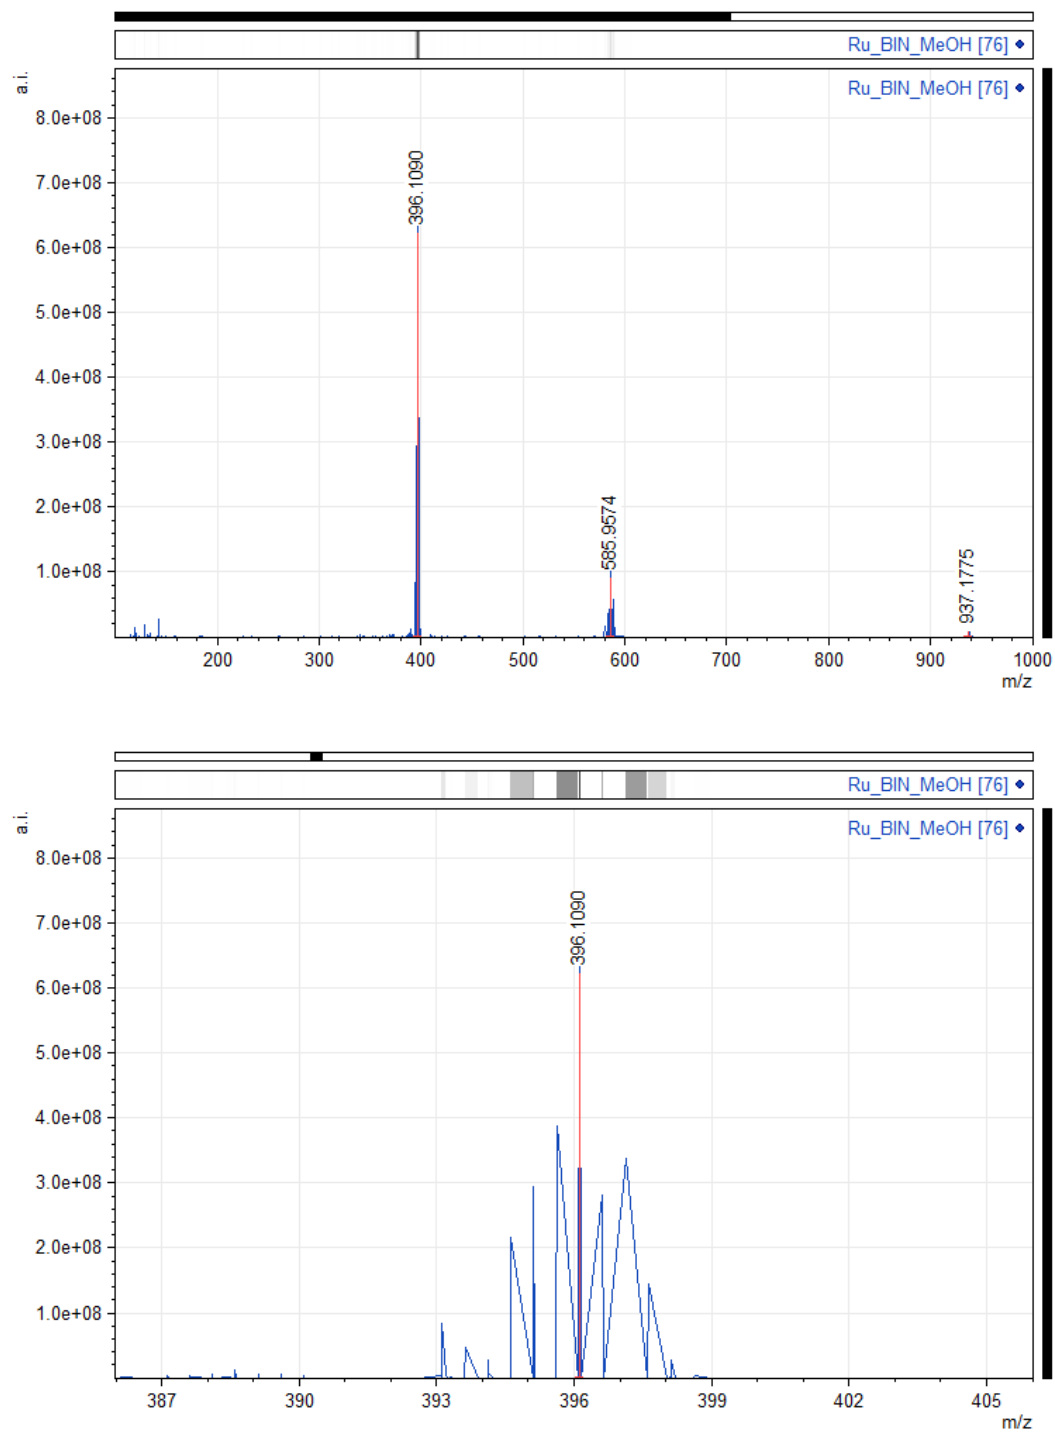 Ru_BIN_MeOH [76]
a.i.
Ru_BIN_MeOH [76]
8.0e+08
7.0e+08
6.0e+08
5.0e+08
4.0e+08
3.0e+08
2.0e+08
1.0e+08
396.1090
585.9574
937.1775
200 300 400 500 600 700 800 900 1000
m/z
Ru_BIN_MeOH [76]
a.i.
Ru_BIN_MeOH [76]
8.0e+08
7.0e+08
6.0e+08
5.0e+08
4.0e+08
3.0e+08
2.0e+08
1.0e+08
396.1090
387 390 393 396 399 402 405
m/z